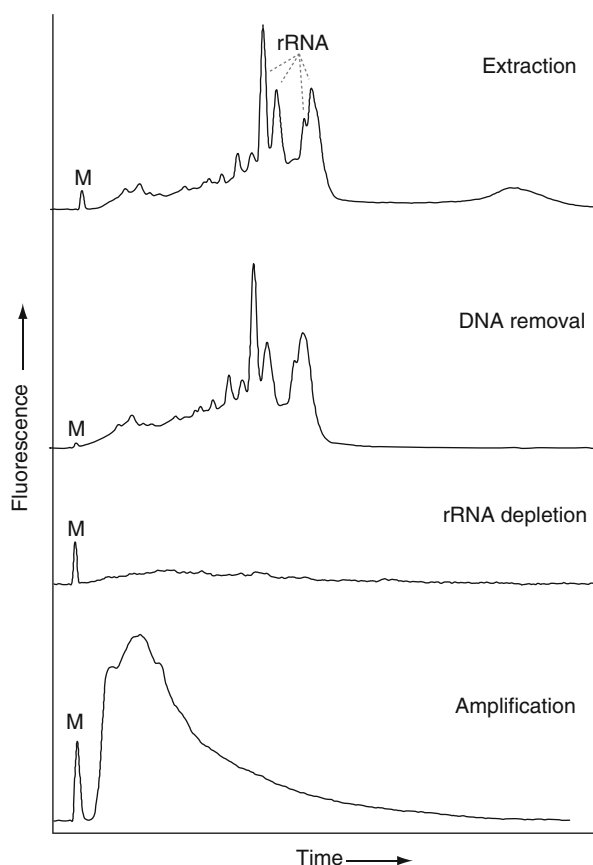 rRNA
Extraction
M
DNA removal
M
rRNA depletion
M
Amplification
M
Fluorescence
Time